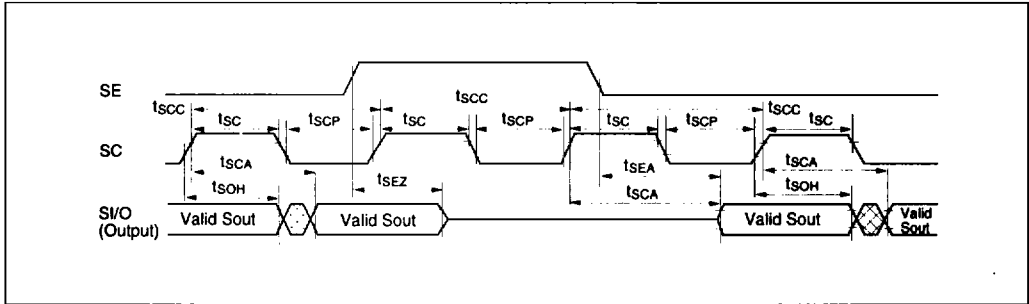 SE
tSCC tSC tSCP tSC tSCC tSCP tSC tSCP tSCC tSC
SC
tSCA tSEA tSCA
tSOH tSEZ tSCA tSOH
SI/O Valid Sout Valid Sout Valid Sout Valid
(Output) Sout